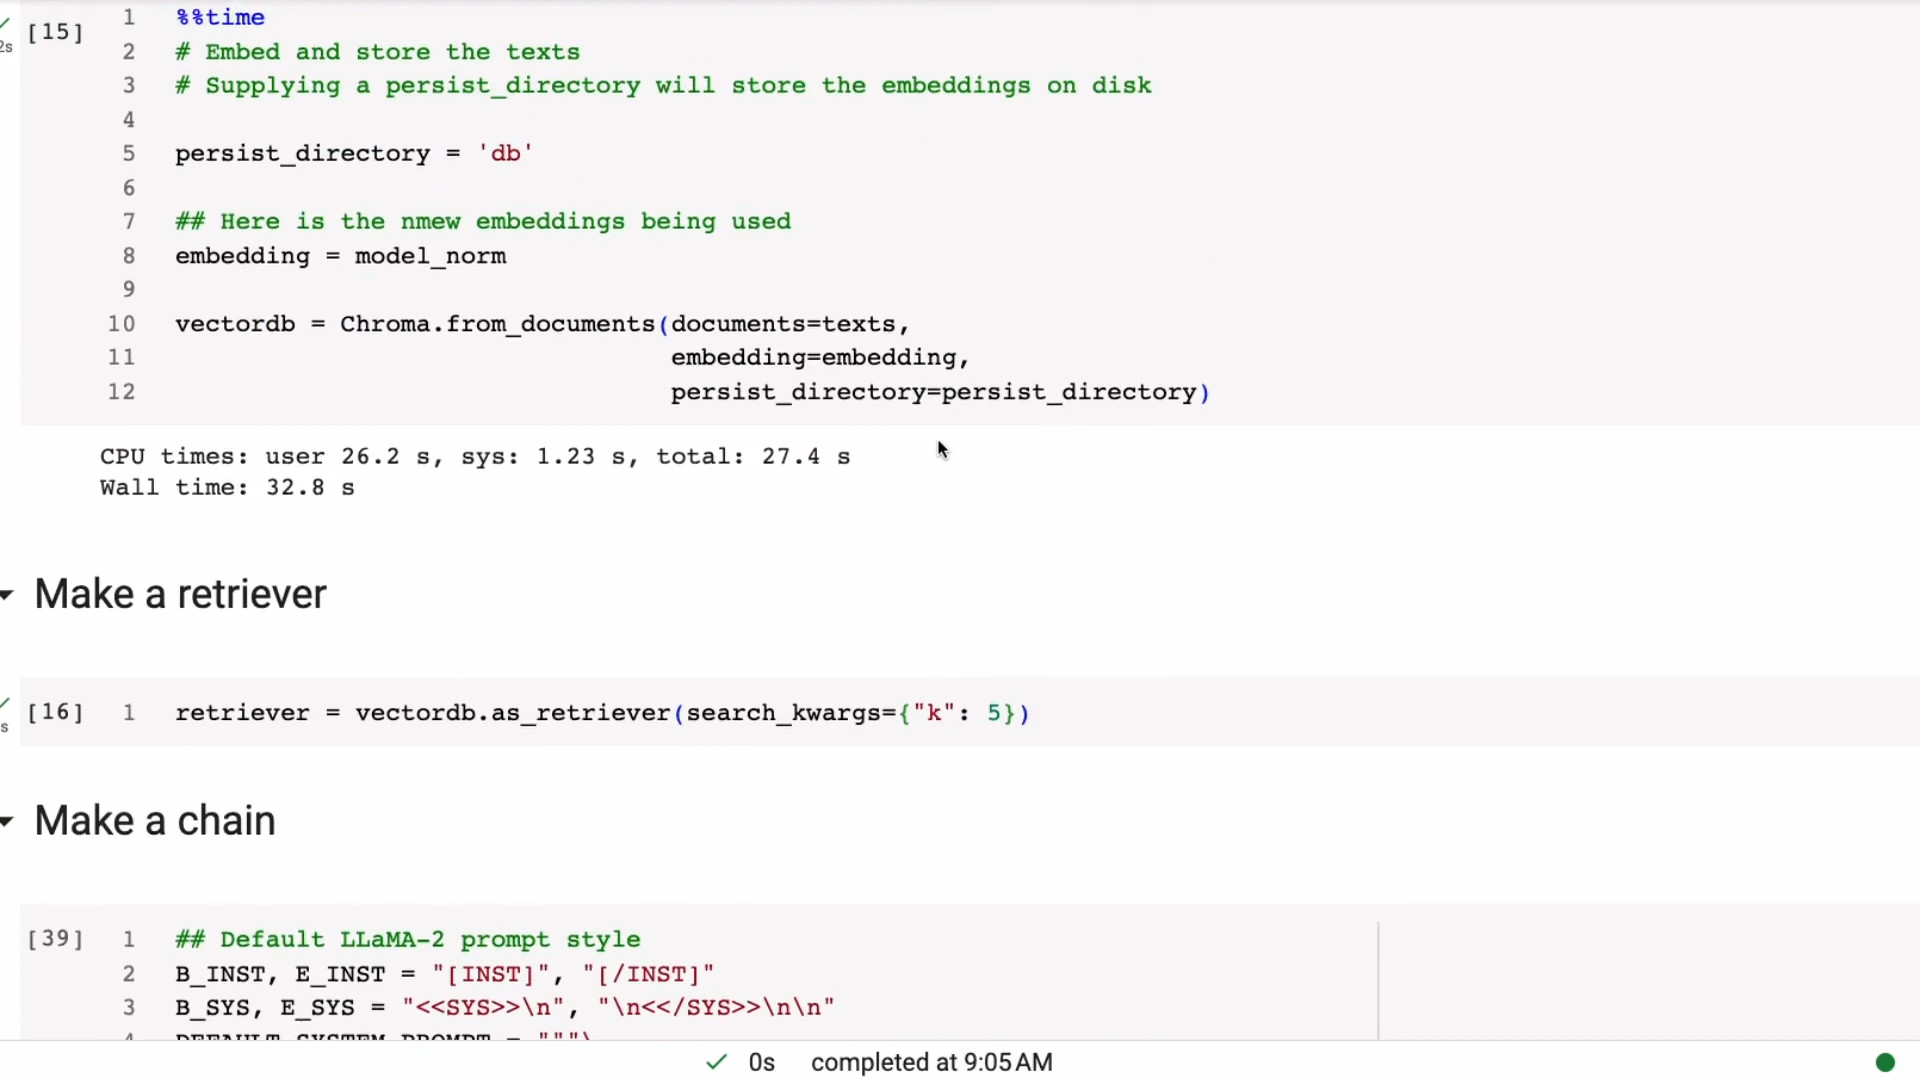 [15]
1 %%time
2s
2 # Embed and store the texts
3 # Supplying a persist_directory will store the embeddings on disk
4
5 persist_directory = 'db'
6
7 ## Here is the nmew embeddings being used
8 embedding = model_norm
9
10 vectordb = Chroma.from_documents(documents=texts,
11 embedding=embedding,
12 persist_directory=persist_directory)
CPU times: user 26.2 s, sys: 1.23 s, total: 27.4 s
Wall time: 32.8 s
Make a retriever
[16] 1 retriever = vectordb.as_retriever(search_kwargs={"k": 5})
s
Make a chain
[39] 1 ## Default LLaMA-2 prompt style
2 B_INST, E_INST = "[INST]", "[/INST]"
3 B_SYS, E_SYS = "<<SYS>>\n", "\n<</SYS>>\n\n"
4 DEFAULT_SYSTEM_PROMPT = """\
0s completed at 9:05 AM